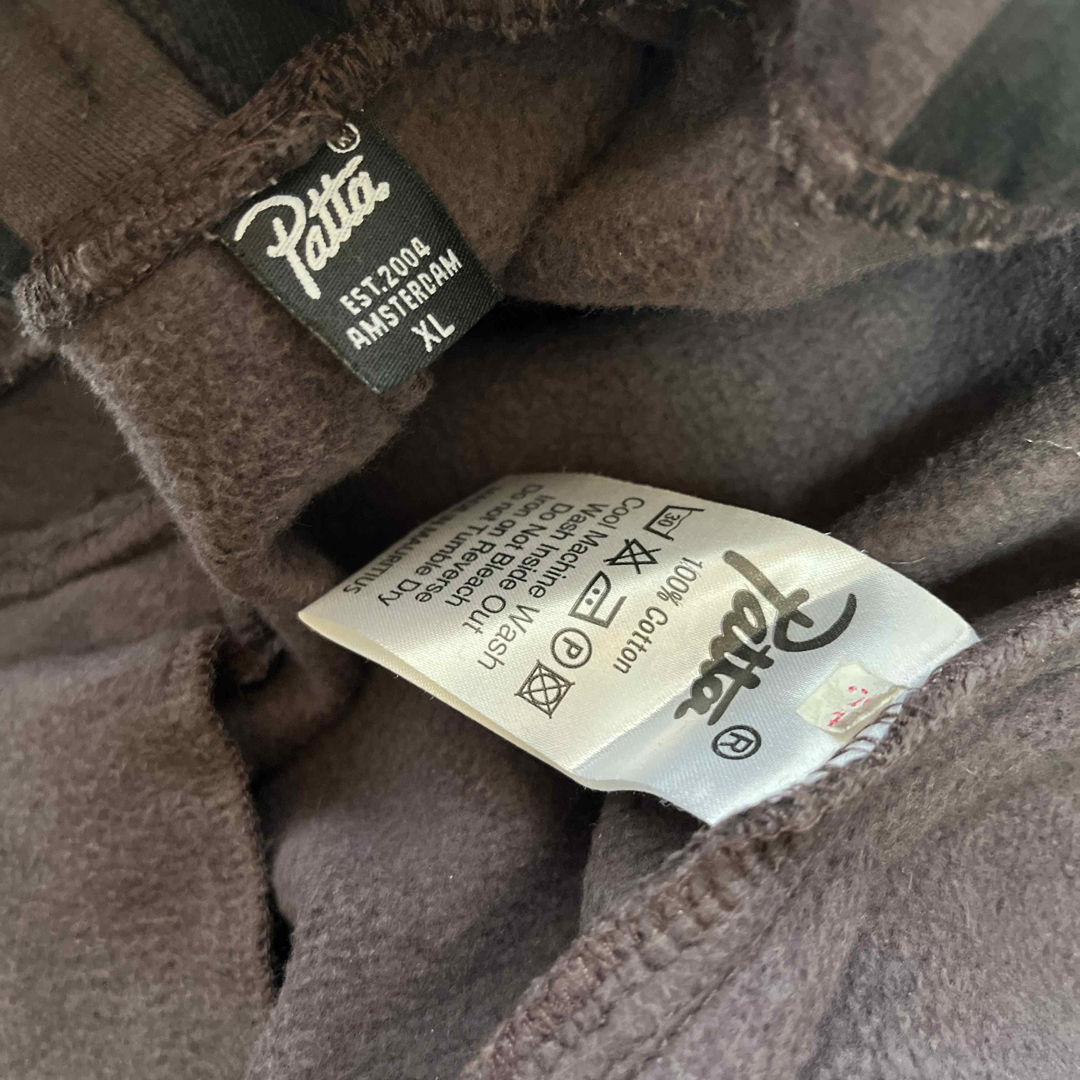 Patta®
EST.2004
AMSTERDAM
XL
Patta®
100% Cotton
30 P
Cool Machine Wash
Wash Inside Out
Do Not Bleach
Iron on Reverse
Do not Tumble Dry
MAURITIUS